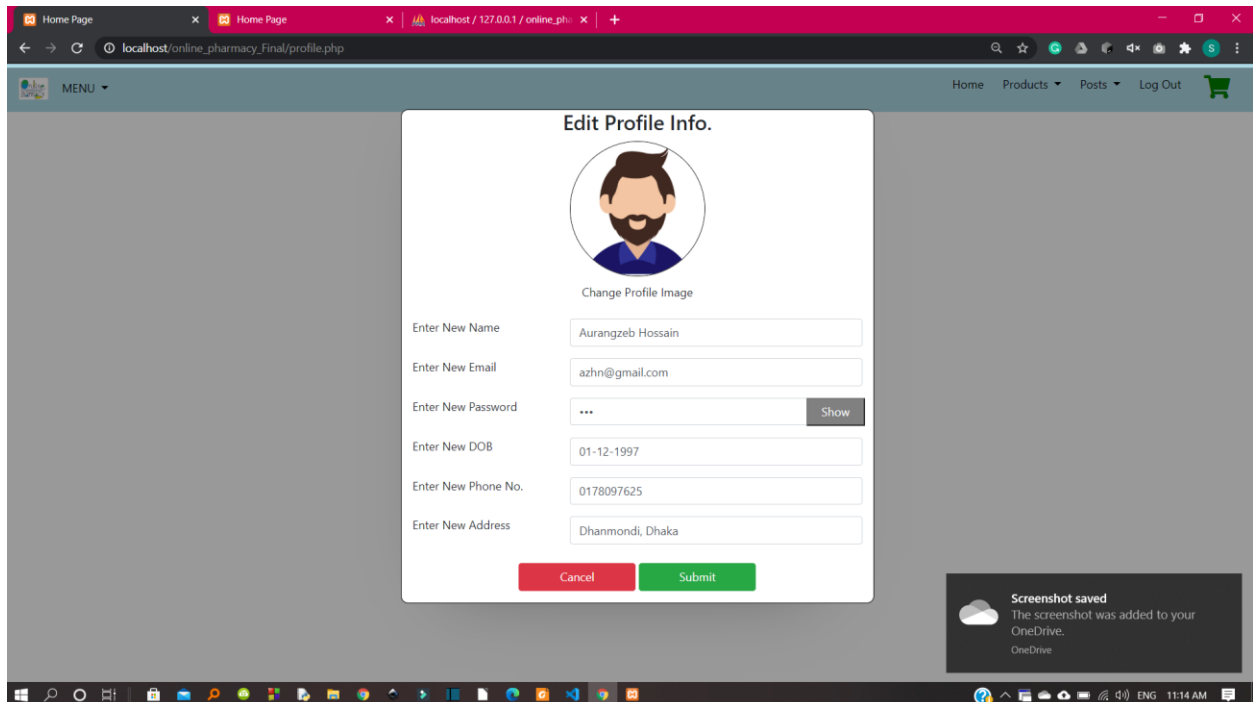 Home Page
Home Page
localhost / 127.0.0.1 / online_pha
localhost/online_pharmacy_Final/profile.php
S
MENU
Home Products Posts Log Out
Edit Profile Info.
Change Profile Image
Enter New Name Aurangzeb Hossain
Enter New Email azhn@gmail.com
Enter New Password ••• Show
Enter New DOB 01-12-1997
Enter New Phone No. 0178097625
Enter New Address Dhanmondi, Dhaka
Cancel Submit
Screenshot saved
The screenshot was added to your
OneDrive.
OneDrive
ENG 11:14 AM